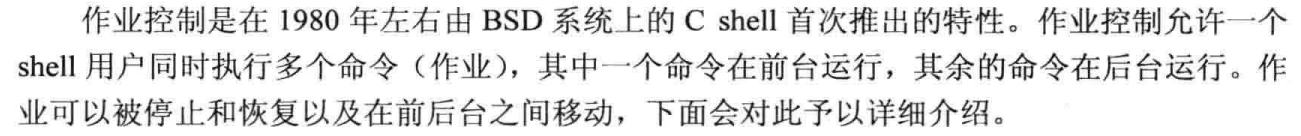 作业控制是在 1980 年左右由 BSD 系统上的 C shell 首次推出的特性。作业控制允许一个
shell 用户同时执行多个命令（作业），其中一个命令在前台运行，其余的命令在后台运行。作
业可以被停止和恢复以及在前后台之间移动，下面会对此予以详细介绍。